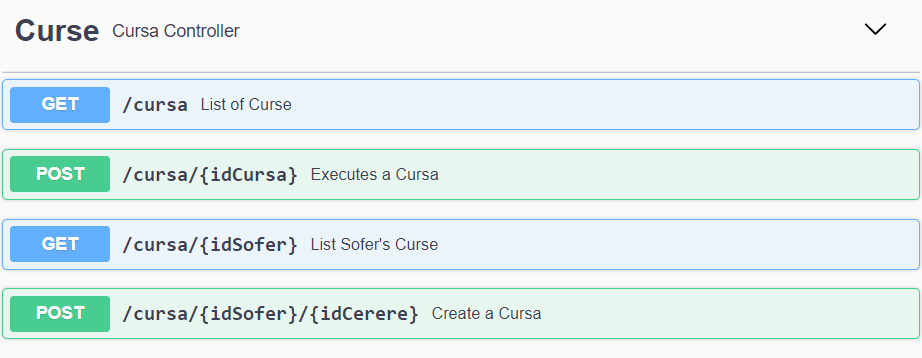 Curse Cursa Controller
GET /cursa List of Curse
POST /cursa/{idCursa} Executes a Cursa
GET /cursa/{idSofer} List Sofer's Curse
POST /cursa/{idSofer}/{idCerere} Create a Cursa